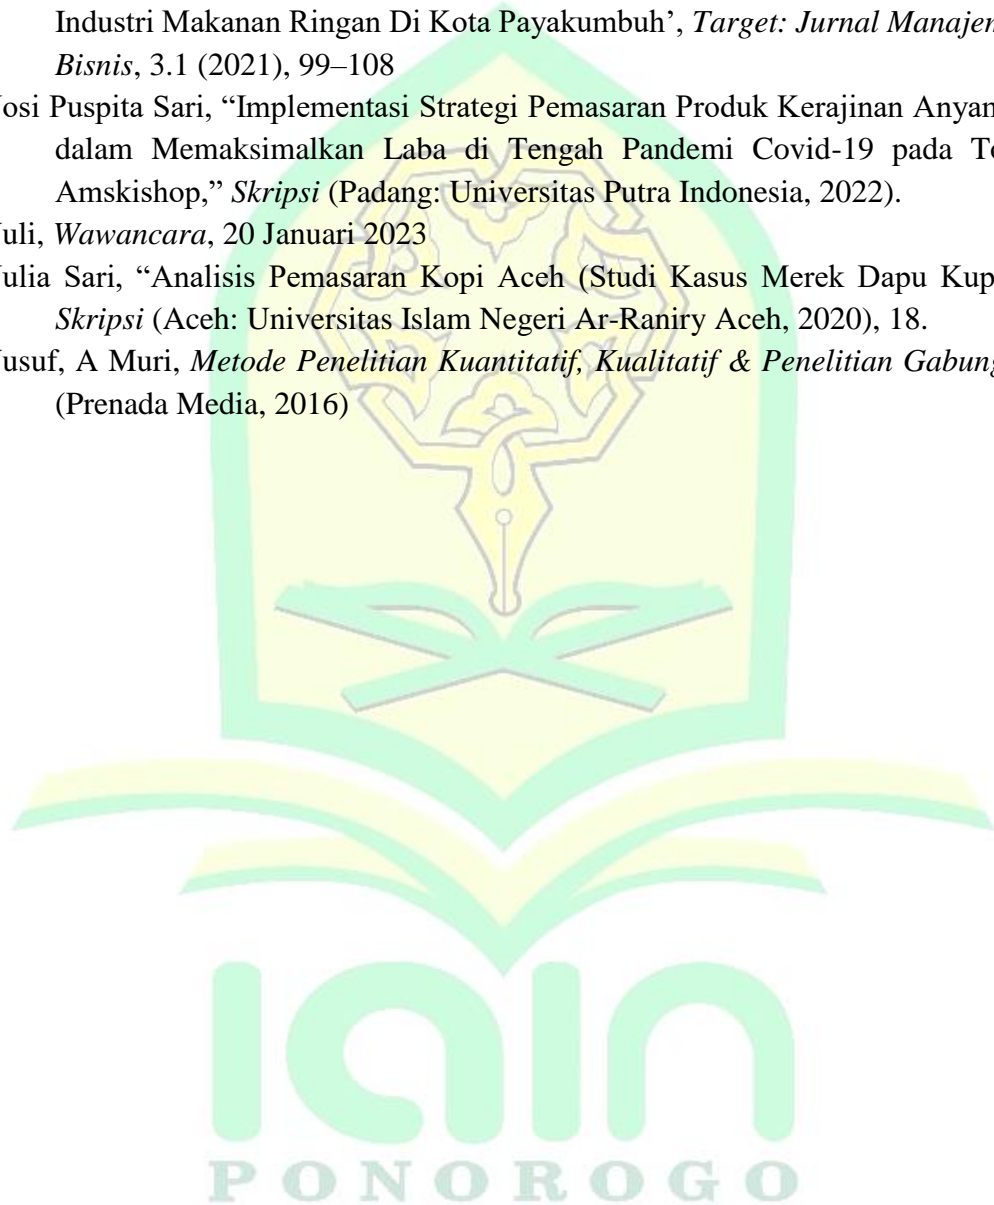 Industri Makanan Ringan Di Kota Payakumbuh’, Target: Jurnal Manajen
Bisnis, 3.1 (2021), 99–108
osi Puspita Sari, “Implementasi Strategi Pemasaran Produk Kerajinan Anyam
dalam Memaksimalkan Laba di Tengah Pandemi Covid-19 pada To
Amskishop,” Skripsi (Padang: Universitas Putra Indonesia, 2022).
uli, Wawancara, 20 Januari 2023
ulia Sari, “Analisis Pemasaran Kopi Aceh (Studi Kasus Merek Dapu Kup
Skripsi (Aceh: Universitas Islam Negeri Ar-Raniry Aceh, 2020), 18.
usuf, A Muri, Metode Penelitian Kuantitatif, Kualitatif & Penelitian Gabung
(Prenada Media, 2016)
iain
PONOROGO